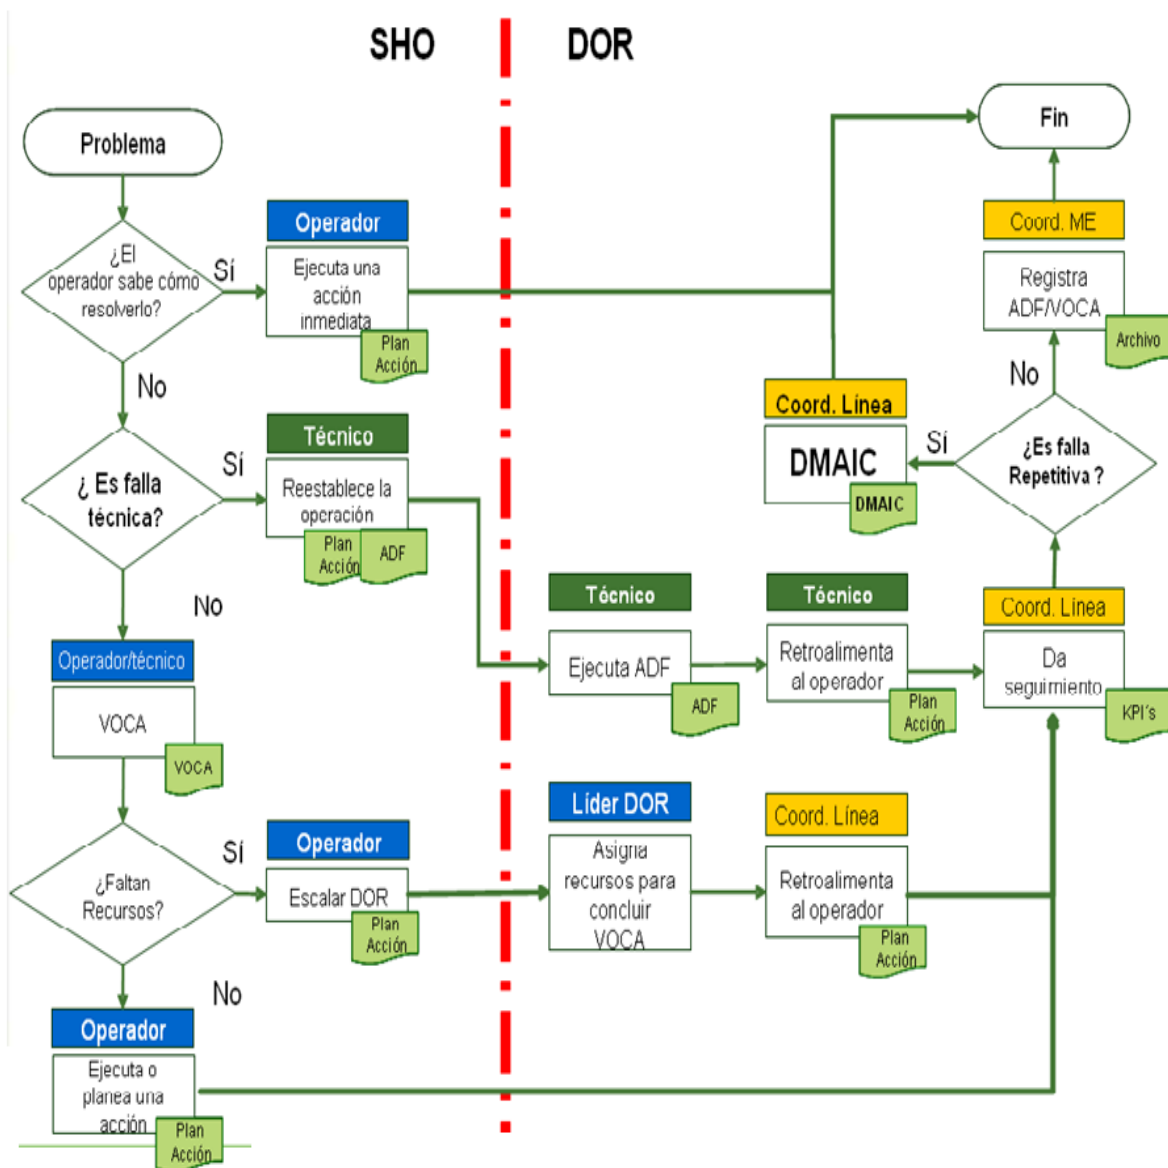 SHO
DOR
Problema
Fin
¿El
operador sabe cómo
resolverlo?
Sí
Operador
Ejecuta una
acción
inmediata
Plan
Acción
Coord. ME
Registra
ADF/VOCA
Archivo
No
No
Coord. Línea
DMAIC
DMAIC
Sí
¿Es falla
Repetitiva ?
¿ Es falla
técnica?
Sí
Técnico
Reestablece la
operación
Plan
Acción
ADF
No
Operador/técnico
VOCA
VOCA
Técnico
Ejecuta ADF
ADF
Técnico
Retroalimenta
al operador
Plan
Acción
Coord. Línea
Da
seguimiento
KPI´s
¿Faltan
Recursos?
Sí
Operador
Escalar DOR
Plan
Acción
Líder DOR
Asigna
recursos para
concluir
VOCA
Coord. Línea
Retroalimenta
al operador
Plan
Acción
No
Operador
Ejecuta o
planea una
acción
Plan
Acción